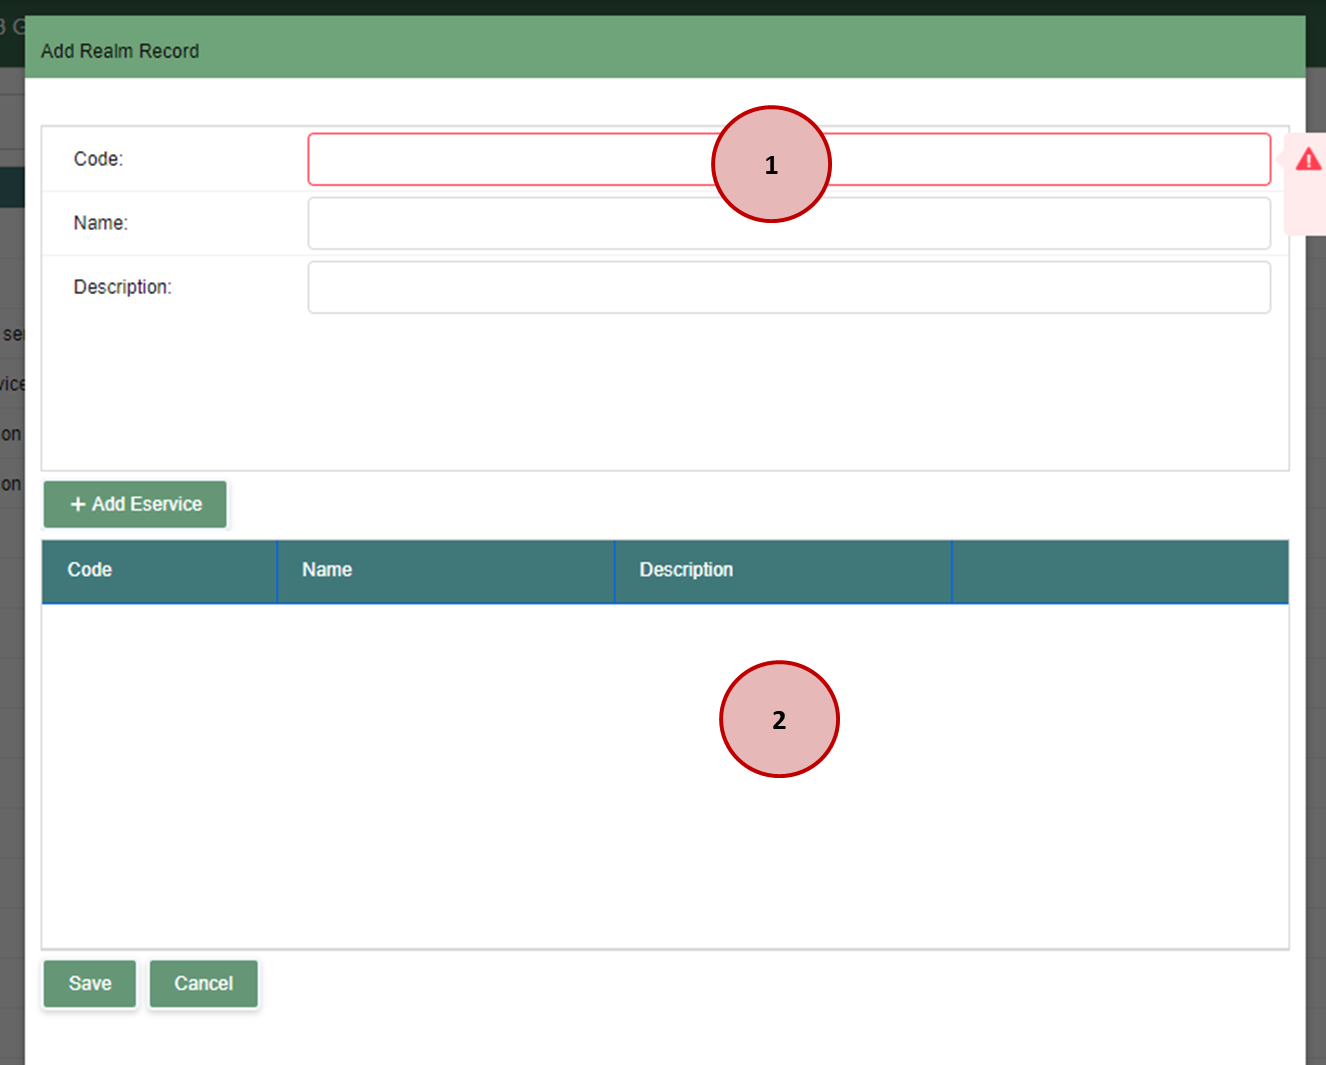 Add Realm Record
Code:
1
Name:
Description:
+ Add Eservice
Code Name Description
2
Save Cancel